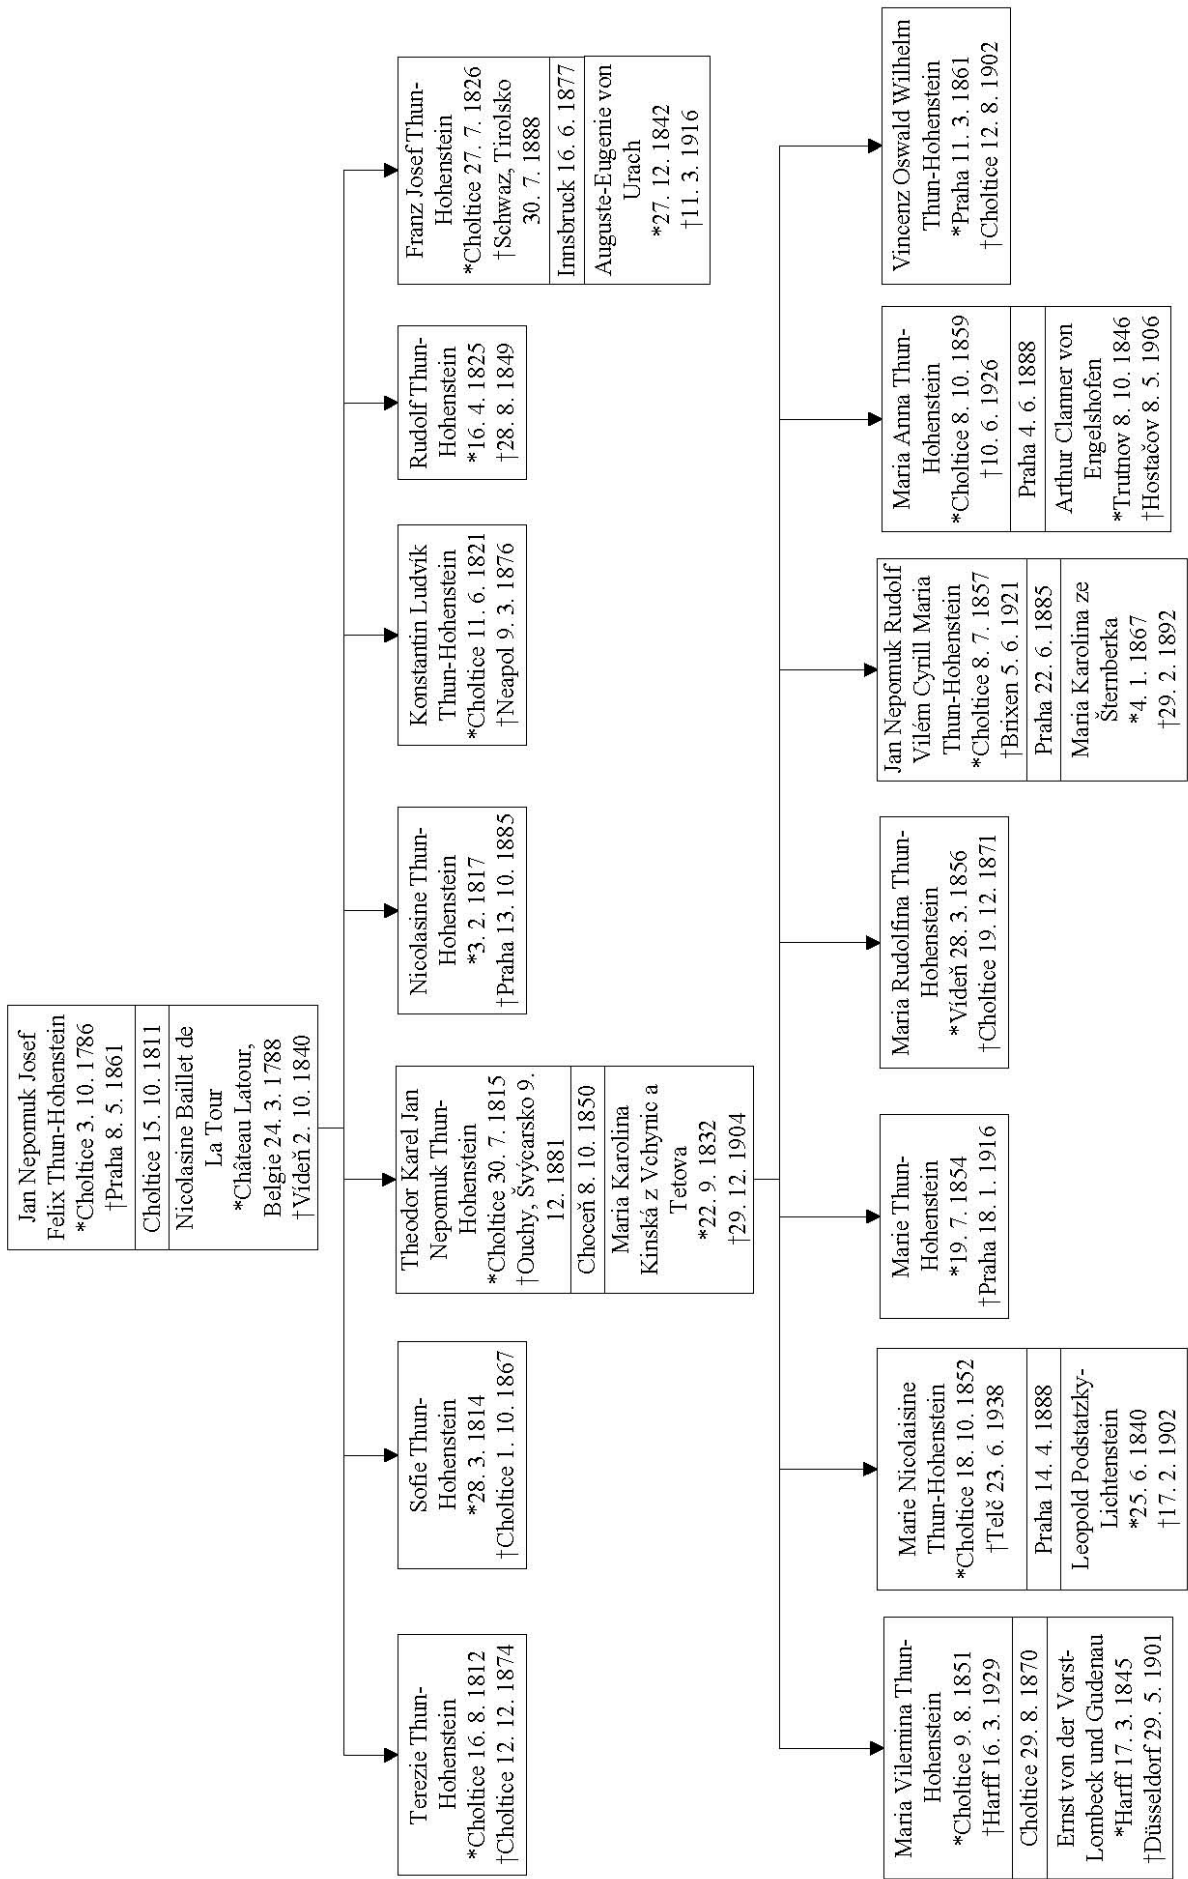 Jan Nepomuk Josef
Felix Thun-Hohenstein
*Choltice 3. 10. 1786
†Praha 8. 5. 1861
Choltice 15. 10. 1811
Nicolasine Baillet de
La Tour
*Château Latour,
Belgie 24. 3. 1788
†Vídeň 2. 10. 1840
Terezie Thun-
Hohenstein
*Choltice 16. 8. 1812
†Choltice 12. 12. 1874
Sofie Thun-
Hohenstein
*28. 3. 1814
†Choltice 1. 10. 1867
Theodor Karel Jan
Nepomuk Thun-
Hohenstein
*Choltice 30. 7. 1815
†Ouchy, Švýcarsko 9.
12. 1881
Choceň 8. 10. 1850
Maria Karolina
Kinská z Vchynic a
Tetova
*22. 9. 1832
†29. 12. 1904
Nicolasine Thun-
Hohenstein
*3. 2. 1817
†Praha 13. 10. 1885
Konstantin Ludvík
Thun-Hohenstein
*Choltice 11. 6. 1821
†Neapol 9. 3. 1876
Rudolf Thun-
Hohenstein
*16. 4. 1825
†28. 8. 1849
Franz Josef Thun-
Hohenstein
*Choltice 27. 7. 1826
†Schwaz, Tirolsko
30. 7. 1888
Innsbruck 16. 6. 1877
Auguste-Eugenie von
Urach
*27. 12. 1842
†11. 3. 1916
Maria Vilemina Thun-
Hohenstein
*Choltice 9. 8. 1851
†Harff 16. 3. 1929
Choltice 29. 8. 1870
Ernst von der Vorst-
Lombeck und Gudenau
*Harff 17. 3. 1845
†Düsseldorf 29. 5. 1901
Marie Nicolaisine
Thun-Hohenstein
*Choltice 18. 10. 1852
†Telč 23. 6. 1938
Praha 14. 4. 1888
Leopold Podstatzky-
Lichtenstein
*25. 6. 1840
†17. 2. 1902
Marie Thun-
Hohenstein
*19. 7. 1854
†Praha 18. 1. 1916
Maria Rudolfina Thun-
Hohenstein
*Vídeň 28. 3. 1856
†Choltice 19. 12. 1871
Jan Nepomuk Rudolf
Vilém Cyrill Maria
Thun-Hohenstein
*Choltice 8. 7. 1857
†Brixen 5. 6. 1921
Praha 22. 6. 1885
Maria Karolina ze
Šternberka
*4. 1. 1867
†29. 2. 1892
Maria Anna Thun-
Hohenstein
*Choltice 8. 10. 1859
†10. 6. 1926
Praha 4. 6. 1888
Arthur Clanner von
Engelshofen
*Trutnov 8. 10. 1846
†Hostačov 8. 5. 1906
Vincenz Oswald Wilhelm
Thun-Hohenstein
*Praha 11. 3. 1861
†Choltice 12. 8. 1902